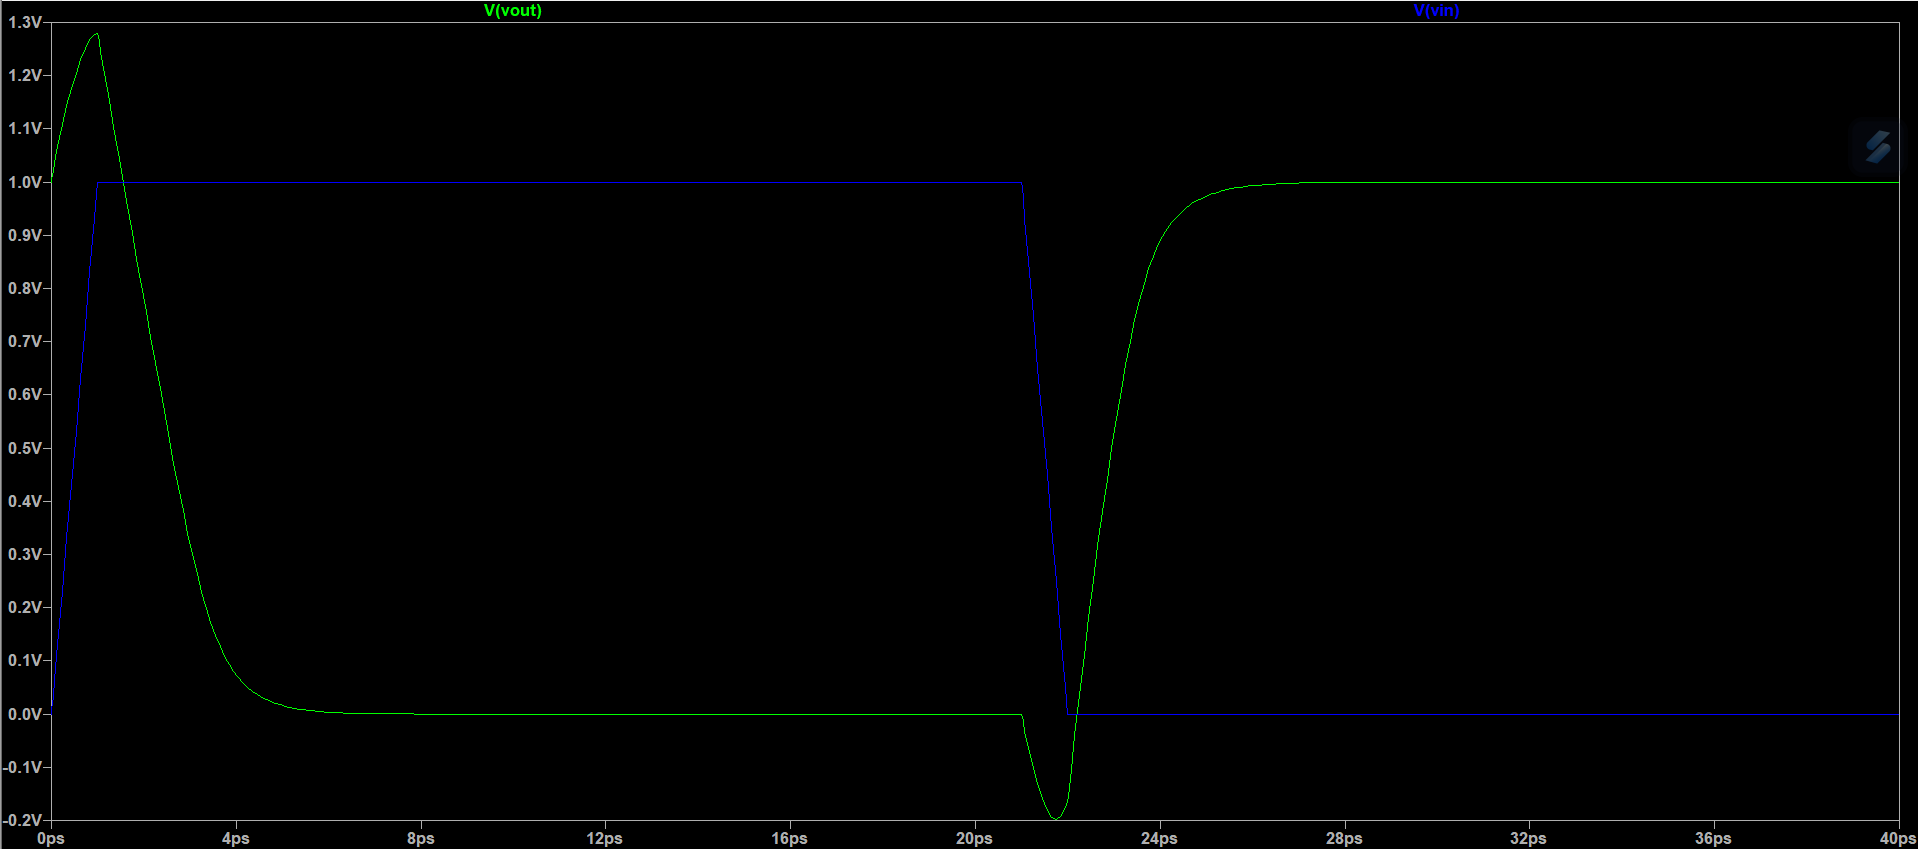 V(vout) V(vin)
1.3V
1.2V
1.1V
1.0V
0.9V
0.8V
0.7V
0.6V
0.5V
0.4V
0.3V
0.2V
0.1V
0.0V
-0.1V
-0.2V
0ps 4ps 8ps 12ps 16ps 20ps 24ps 28ps 32ps 36ps 40ps